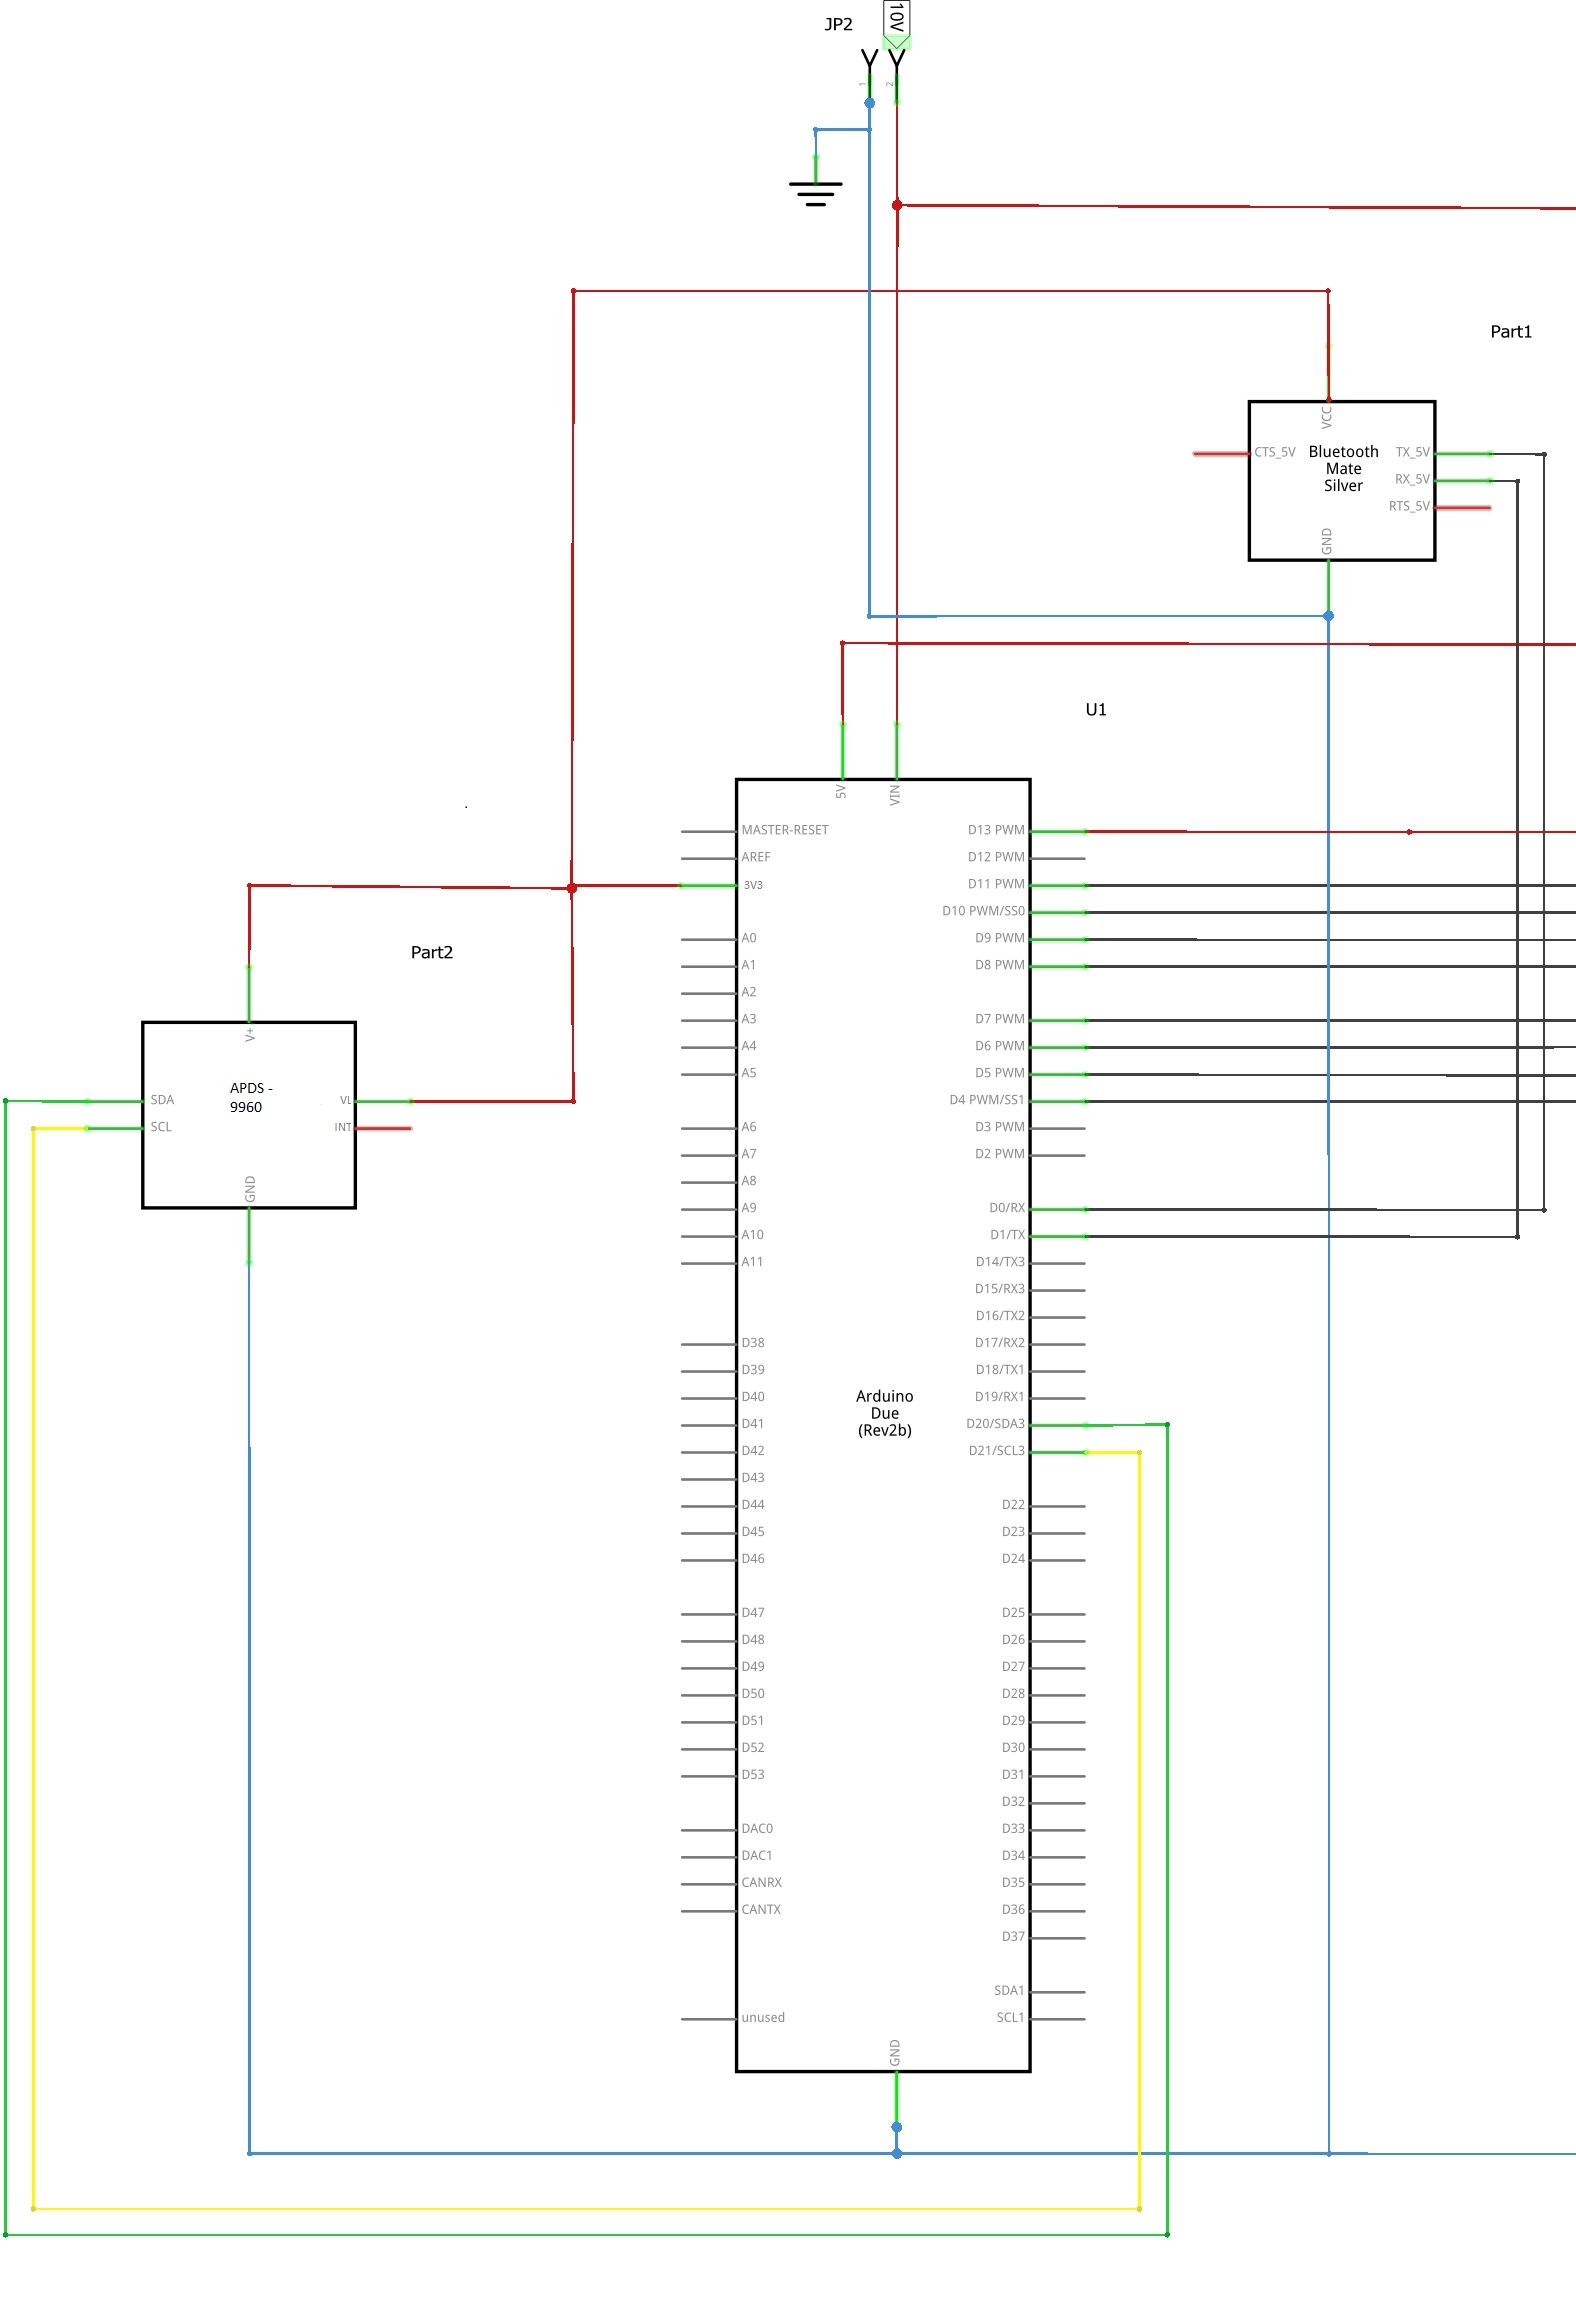 JP2
10V
1
2
Part1
VCC
CTS_5V
Bluetooth
Mate
Silver
TX_5V
RX_5V
RTS_5V
GND
U1
5V
VIN
MASTER-RESET
AREF
3V3
A0
A1
A2
A3
A4
A5
A6
A7
A8
A9
A10
A11
D38
D39
D40
D41
D42
D43
D44
D45
D46
D47
D48
D49
D50
D51
D52
D53
DAC0
DAC1
CANRX
CANTX
unused
Arduino
Due
(Rev2b)
D13 PWM
D12 PWM
D11 PWM
D10 PWM/SS0
D9 PWM
D8 PWM
D7 PWM
D6 PWM
D5 PWM
D4 PWM/SS1
D3 PWM
D2 PWM
D0/RX
D1/TX
D14/TX3
D15/RX3
D16/TX2
D17/RX2
D18/TX1
D19/RX1
D20/SDA3
D21/SCL3
D22
D23
D24
D25
D26
D27
D28
D29
D30
D31
D32
D33
D34
D35
D36
D37
SDA1
SCL1
GND
Part2
V+
SDA
SCL
APDS -
9960
VL
INT
GND